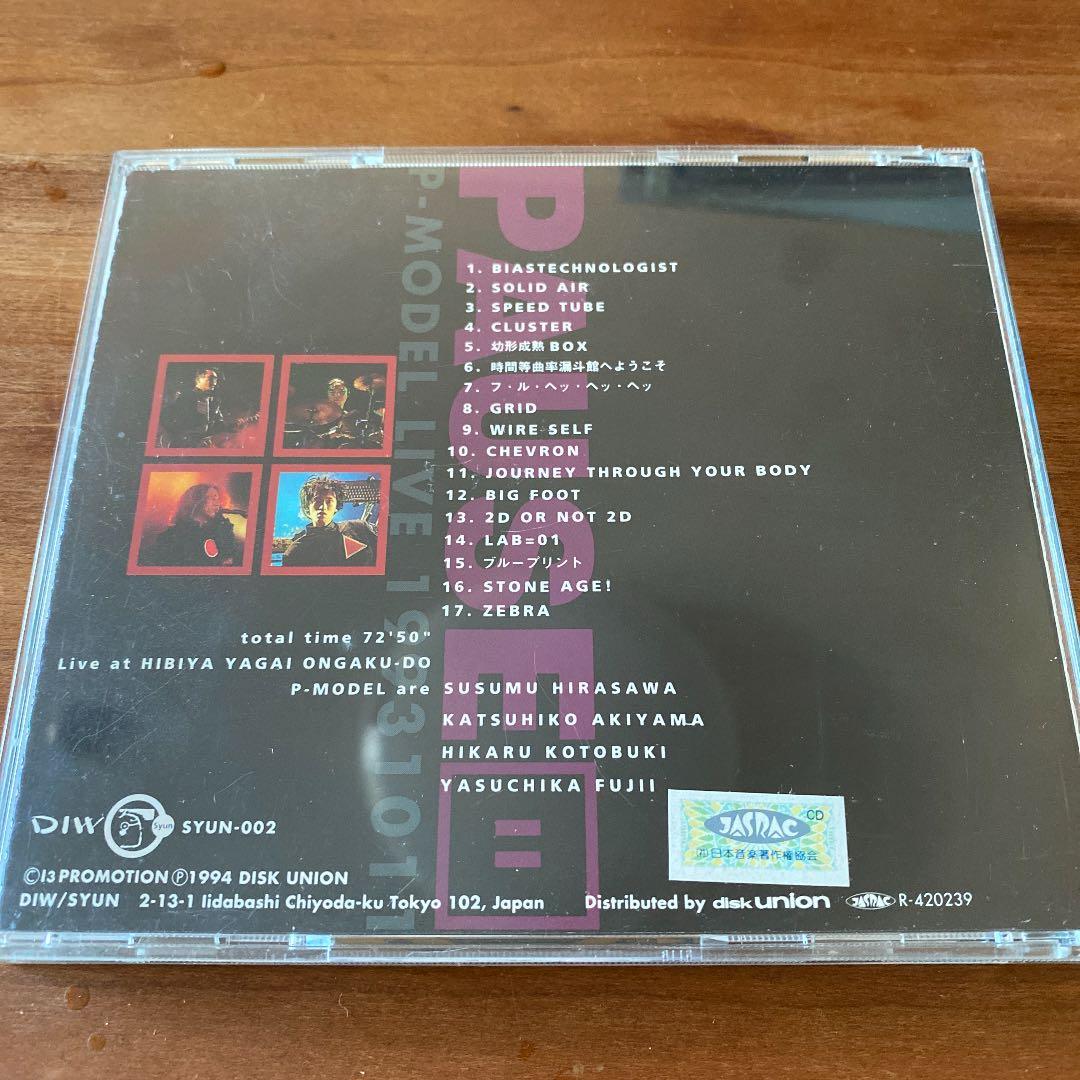 PAUSE
P-MODEL LIVE 19931011
1. BIASTECHNOLOGIST
2. SOLID AIR
3. SPEED TUBE
4. CLUSTER
5. 幼形成熟 BOX
6. 時間等曲率漏斗館へようこそ
7. フ・ル・ヘッ・ヘッ・ヘッ
8. GRID
9. WIRE SELF
10. CHEVRON
11. JOURNEY THROUGH YOUR BODY
12. BIG FOOT
13. 2D OR NOT 2D
14. LAB=01
15. ブループリント
16. STONE AGE!
17. ZEBRA
total time 72'50"
Live at HIBIYA YAGAI ONGAKU-DO
P-MODEL are SUSUMU HIRASAWA
KATSUHIKO AKIYAMA
HIKARU KOTOBUKI
YASUCHIKA FUJII
DIW Syun SYUN-002
JASRAC CD
(社)日本音楽著作権協会
©I3 PROMOTION Ⓟ1994 DISK UNION
DIW/SYUN 2-13-1 Iidabashi Chiyoda-ku Tokyo 102, Japan Distributed by disk union JASRAC R-420239